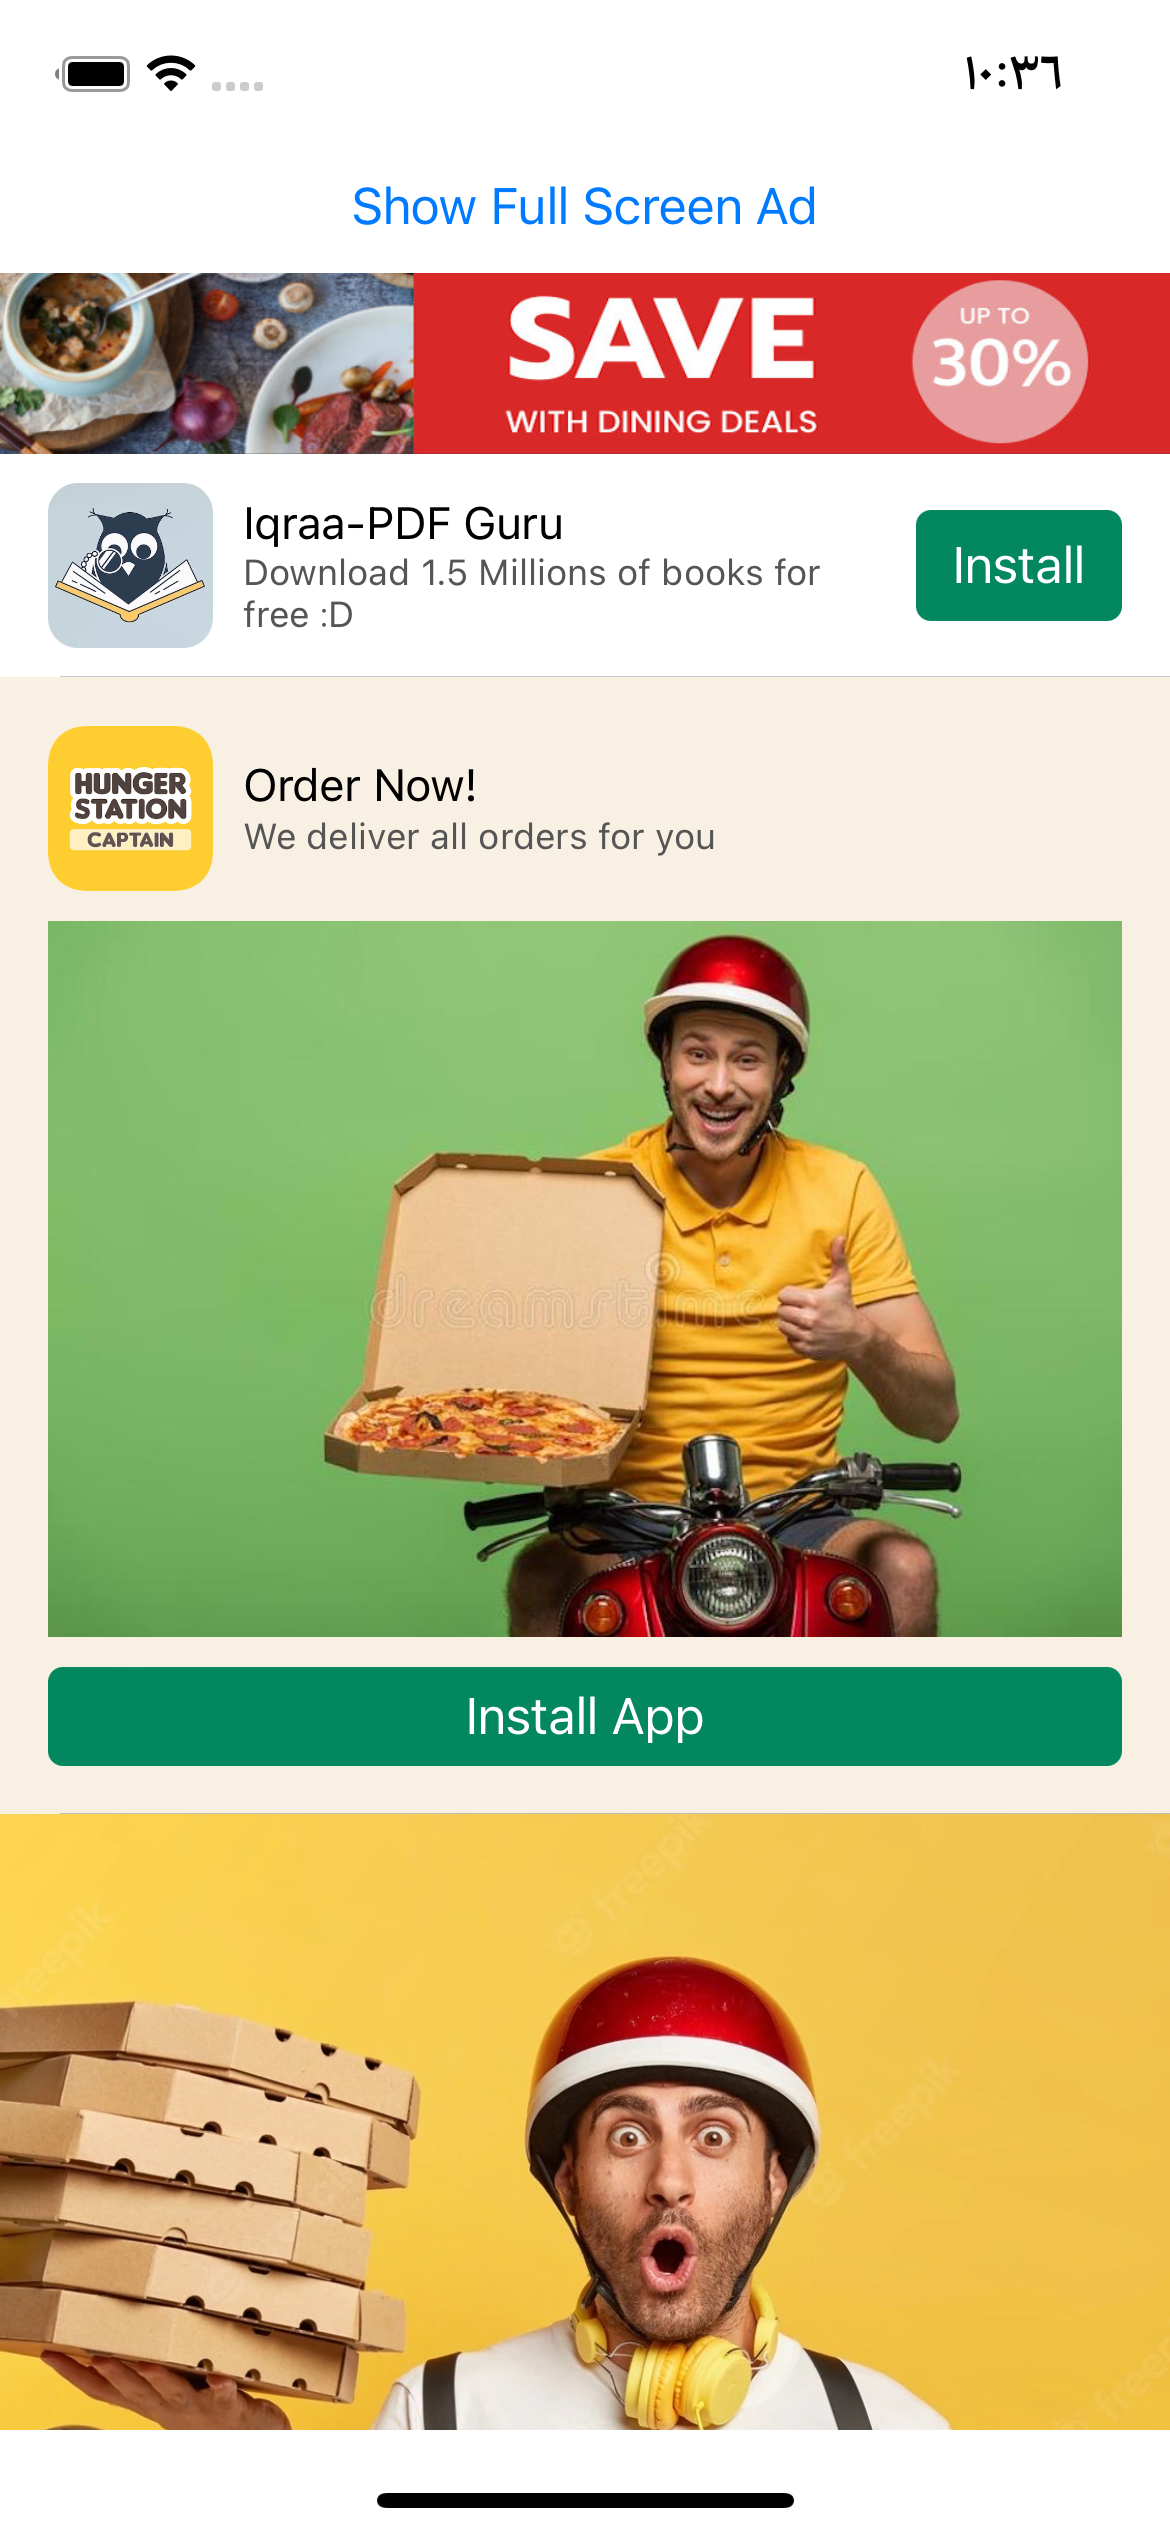 ١٠:٣٦
Show Full Screen Ad
SAVE
WITH DINING DEALS
UP TO
30%
Iqraa-PDF Guru
Download 1.5 Millions of books for
free :D
Install
HUNGER
STATION
CAPTAIN
Order Now!
We deliver all orders for you
dreamstime
Install App
freepik
freepik
freepik
freepik